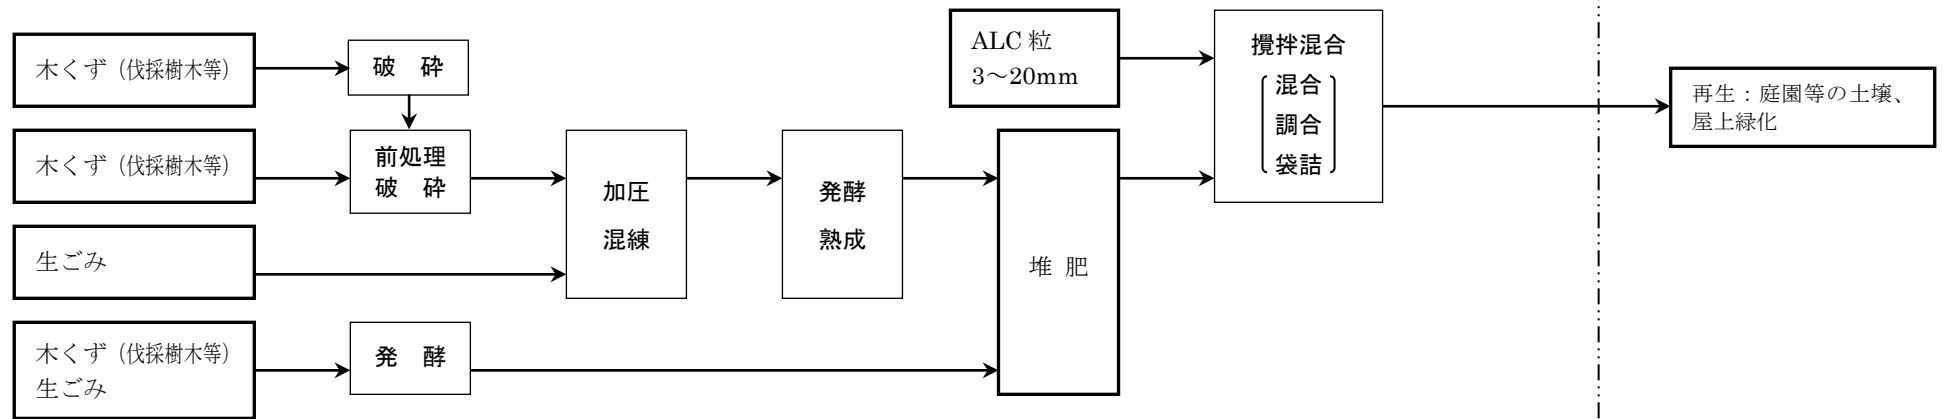 木くず（伐採樹木等）
破　砕
木くず（伐採樹木等）
前処理
破　砕
生ごみ
加圧
混練
発酵
熟成
木くず（伐採樹木等）
生ごみ
発　酵
堆 肥
ALC 粒
3～20mm
攪拌混合
混合
調合
袋詰
再生：庭園等の土壌、
屋上緑化